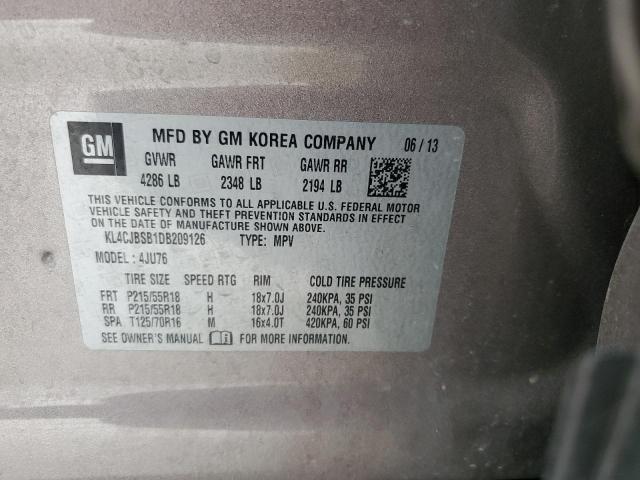 GM MFD BY GM KOREA COMPANY 06/13
GVWR GAWR FRT GAWR RR
4286 LB 2348 LB 2194 LB
THIS VEHICLE CONFORMS TO ALL APPLICABLE U.S. FEDERAL MOTOR
VEHICLE SAFETY AND THEFT PREVENTION STANDARDS IN EFFECT ON
THE DATE OF MANUFACTURE SHOWN ABOVE.
KL4CJBSB1DB209126 TYPE: MPV
MODEL: 4JU76
TIRE SIZE SPEED RTG RIM COLD TIRE PRESSURE
FRT P215/55R18 H 18x7.0J 240KPA, 35 PSI
RR P215/55R18 H 18x7.0J 240KPA, 35 PSI
SPA T125/70R16 M 16x4.0T 420KPA, 60 PSI
SEE OWNER'S MANUAL FOR MORE INFORMATION.